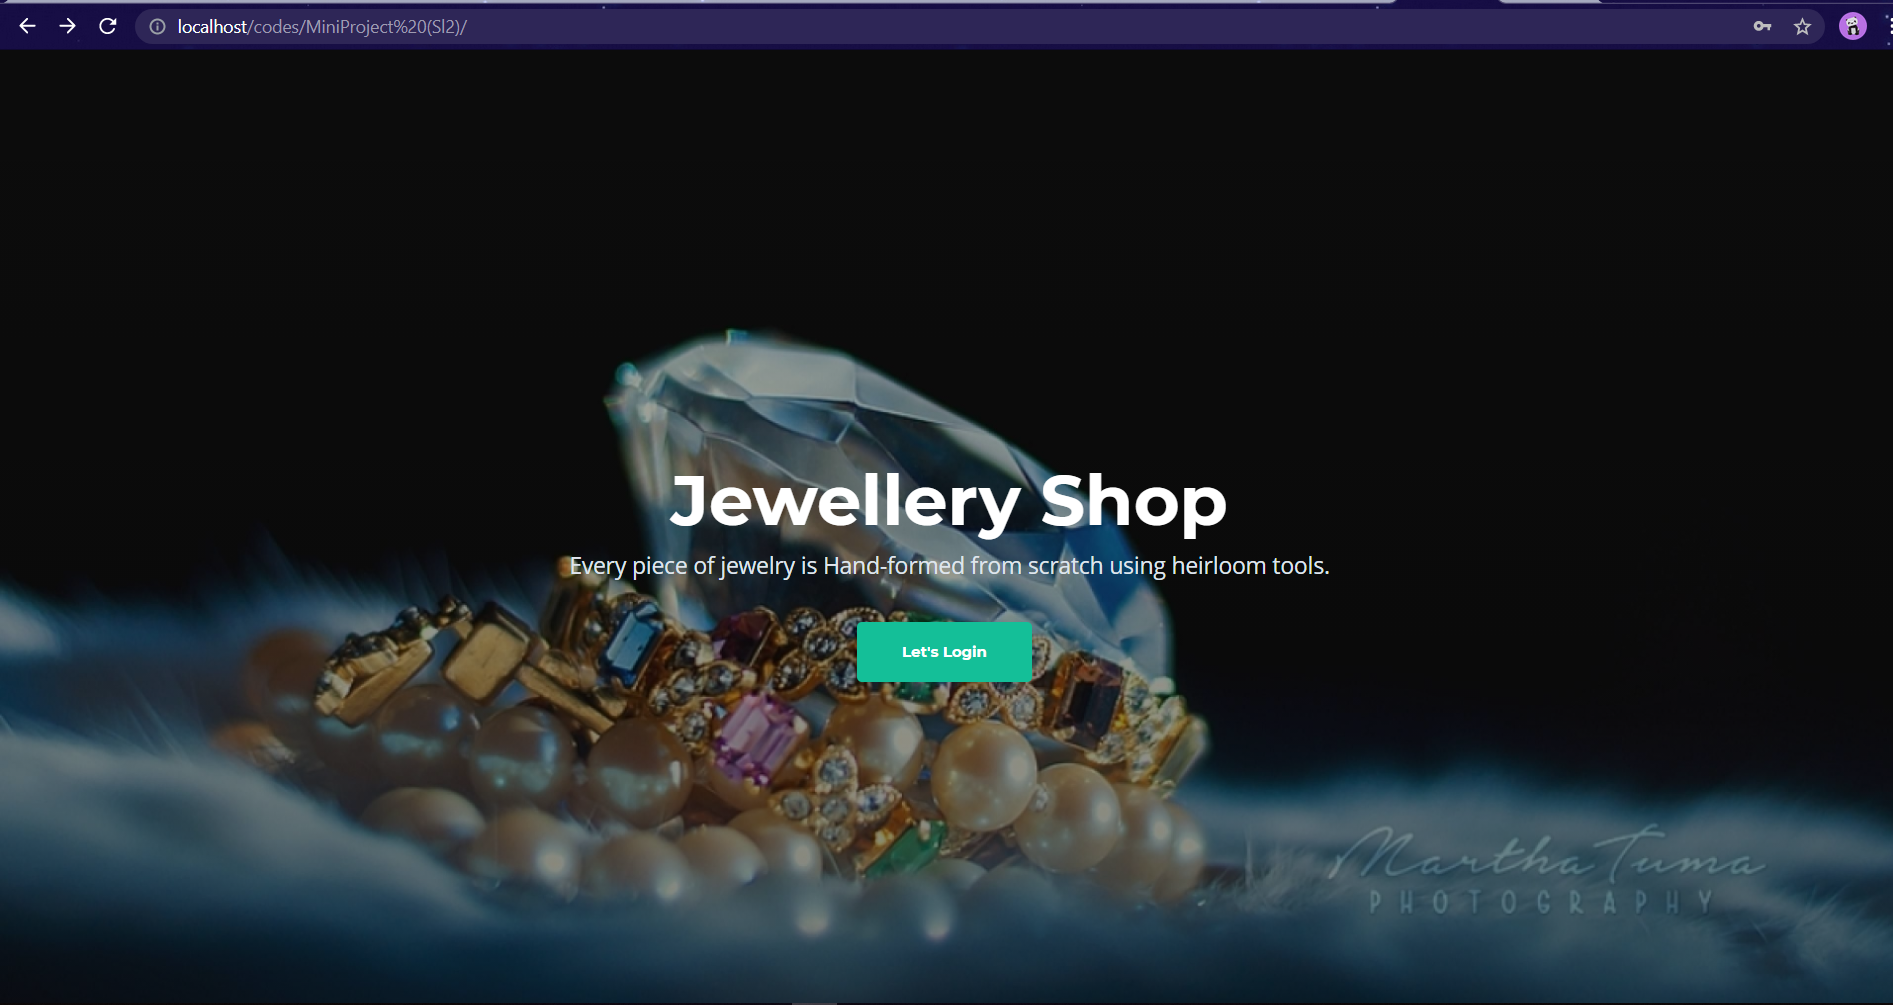 localhost/codes/MiniProject%20(Sl2)/
Jewellery Shop
Every piece of jewelry is Hand-formed from scratch using heirloom tools.
Let's Login
Martha Tuma
PHOTOGRAPHY